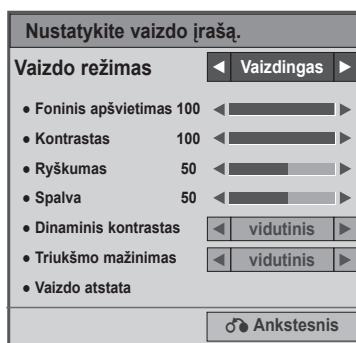 Nustatykite vaizdo įrašą.
Vaizdo režimas ◀ Vaizdingas ▶
• Foninis apšvietimas 100
• Kontrastas 100
• Ryškumas 50
• Spalva 50
• Dinaminis kontrastas ◀ vidutinis ▶
• Triukšmo mažinimas ◀ vidutinis ▶
• Vaizdo atstata
Ankstesnis